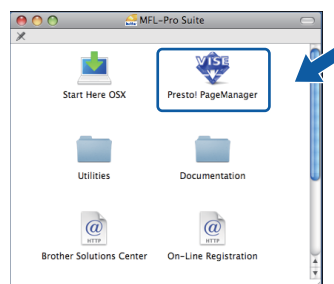 MFL-Pro Suite
VISE
Start Here OSX
Presto! PageManager
Utilities
Documentation
@
HTTP
@
HTTP
Brother Solutions Center
On-Line Registration